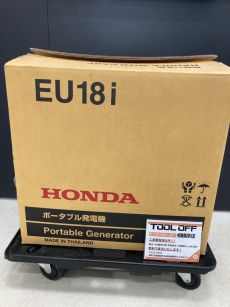 EU18i
HONDA
ポータブル発電機
Portable Generator
MADE IN THAILAND
TOOL OFF